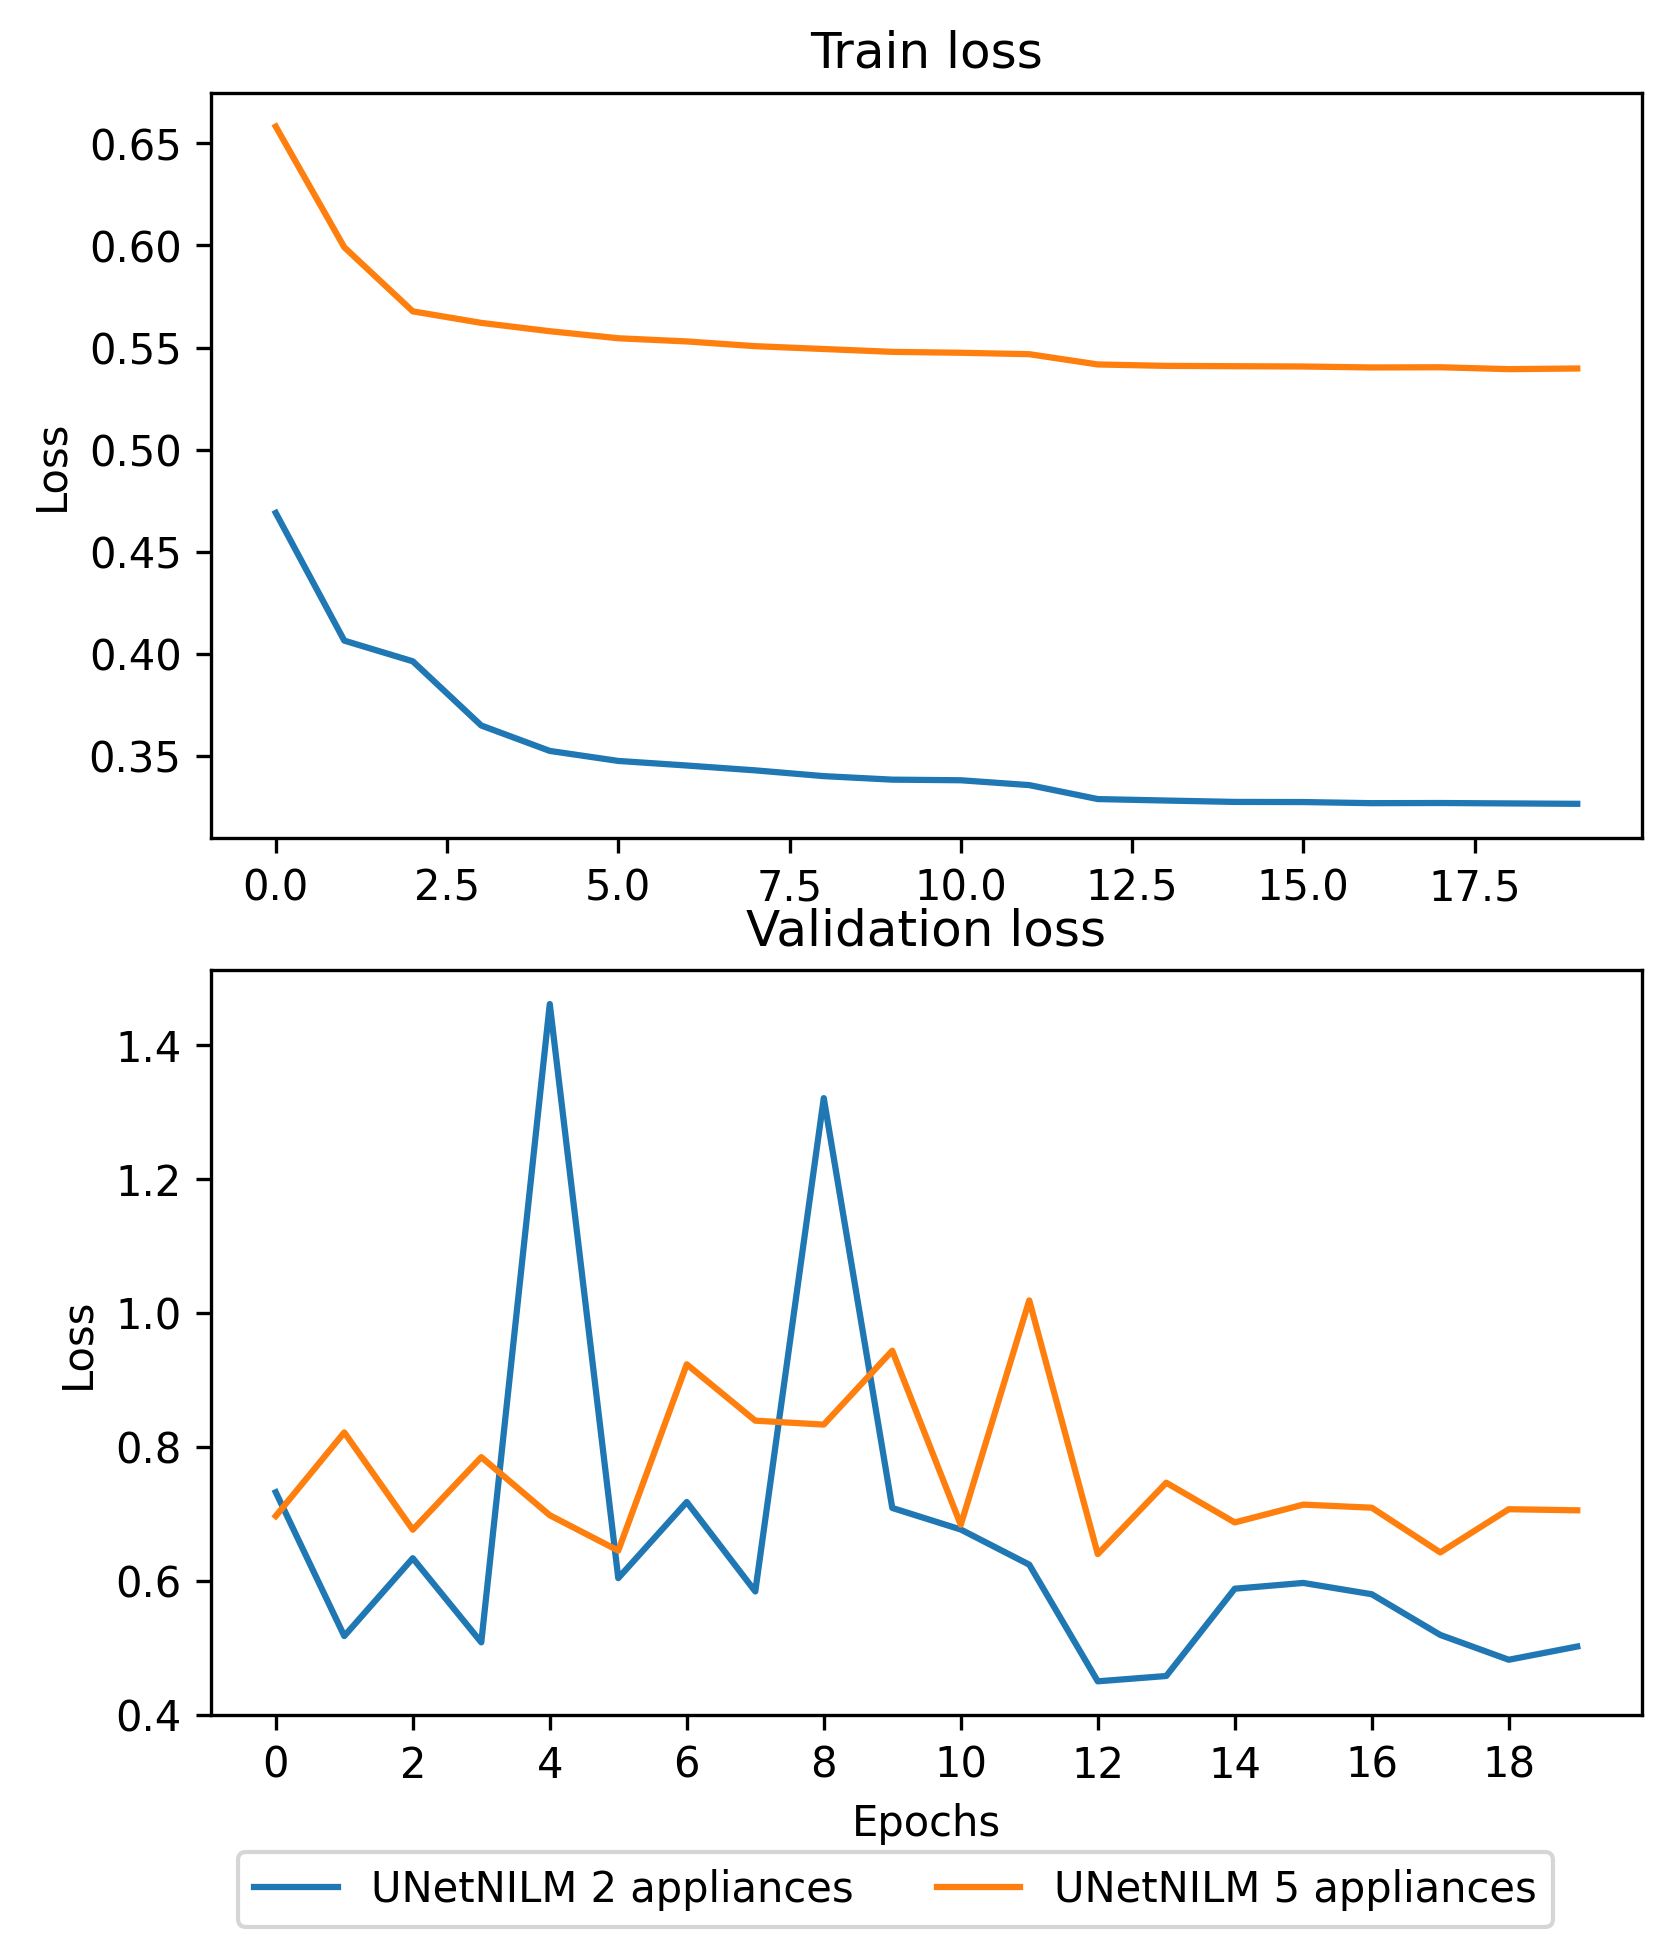 Train loss
0.65
0.60
0.55
0.50
0.45
0.40
0.35
Loss
0.0 2.5 5.0 7.5 10.0 12.5 15.0 17.5
Validation loss
1.4
1.2
1.0
0.8
0.6
0.4
Loss
0 2 4 6 8 10 12 14 16 18
Epochs
UNetNILM 2 appliances UNetNILM 5 appliances